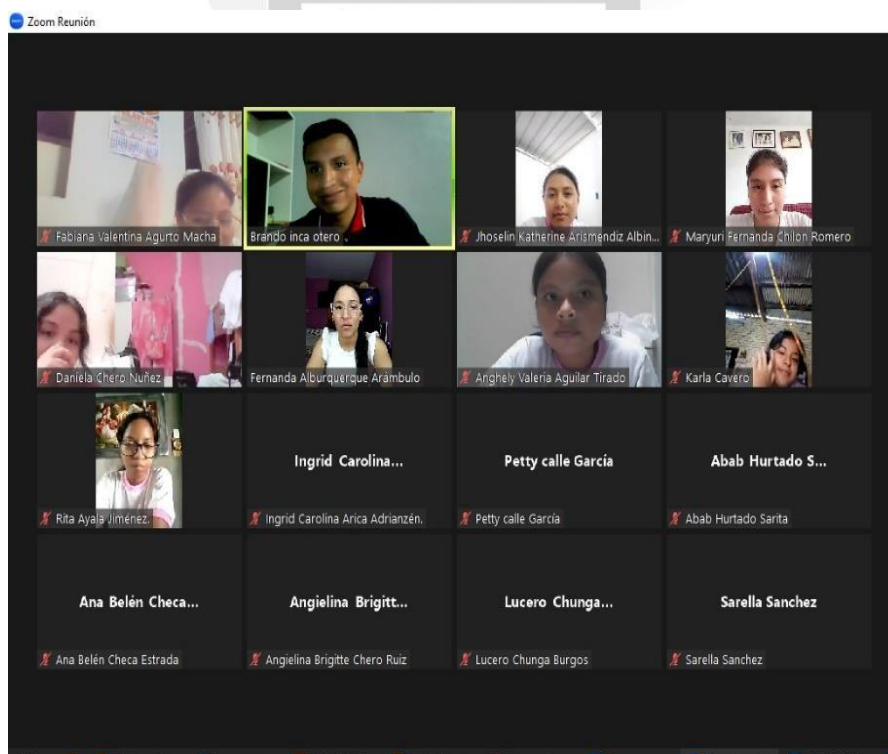 Zoom Reunión
Fabiana Valentina Agurto Macha
Brando inca otero
Jhoselin Katherine Arismendiz Albin...
Maryuri Fernanda Chilon Romero
Daniela Chero Nuñez
Fernanda Alburquerque Arámbulo
Anghely Valeria Aguilar Tirado
Karla Cavero
Rita Ayala Jiménez.
Ingrid Carolina...
Ingrid Carolina Arica Adrianzén.
Petty calle García
Petty calle García
Abab Hurtado S...
Abab Hurtado Sarita
Ana Belén Checa...
Ana Belén Checa Estrada
Angielina Brigitt...
Angielina Brigitte Chero Ruiz
Lucero Chunga...
Lucero Chunga Burgos
Sarella Sanchez
Sarella Sanchez